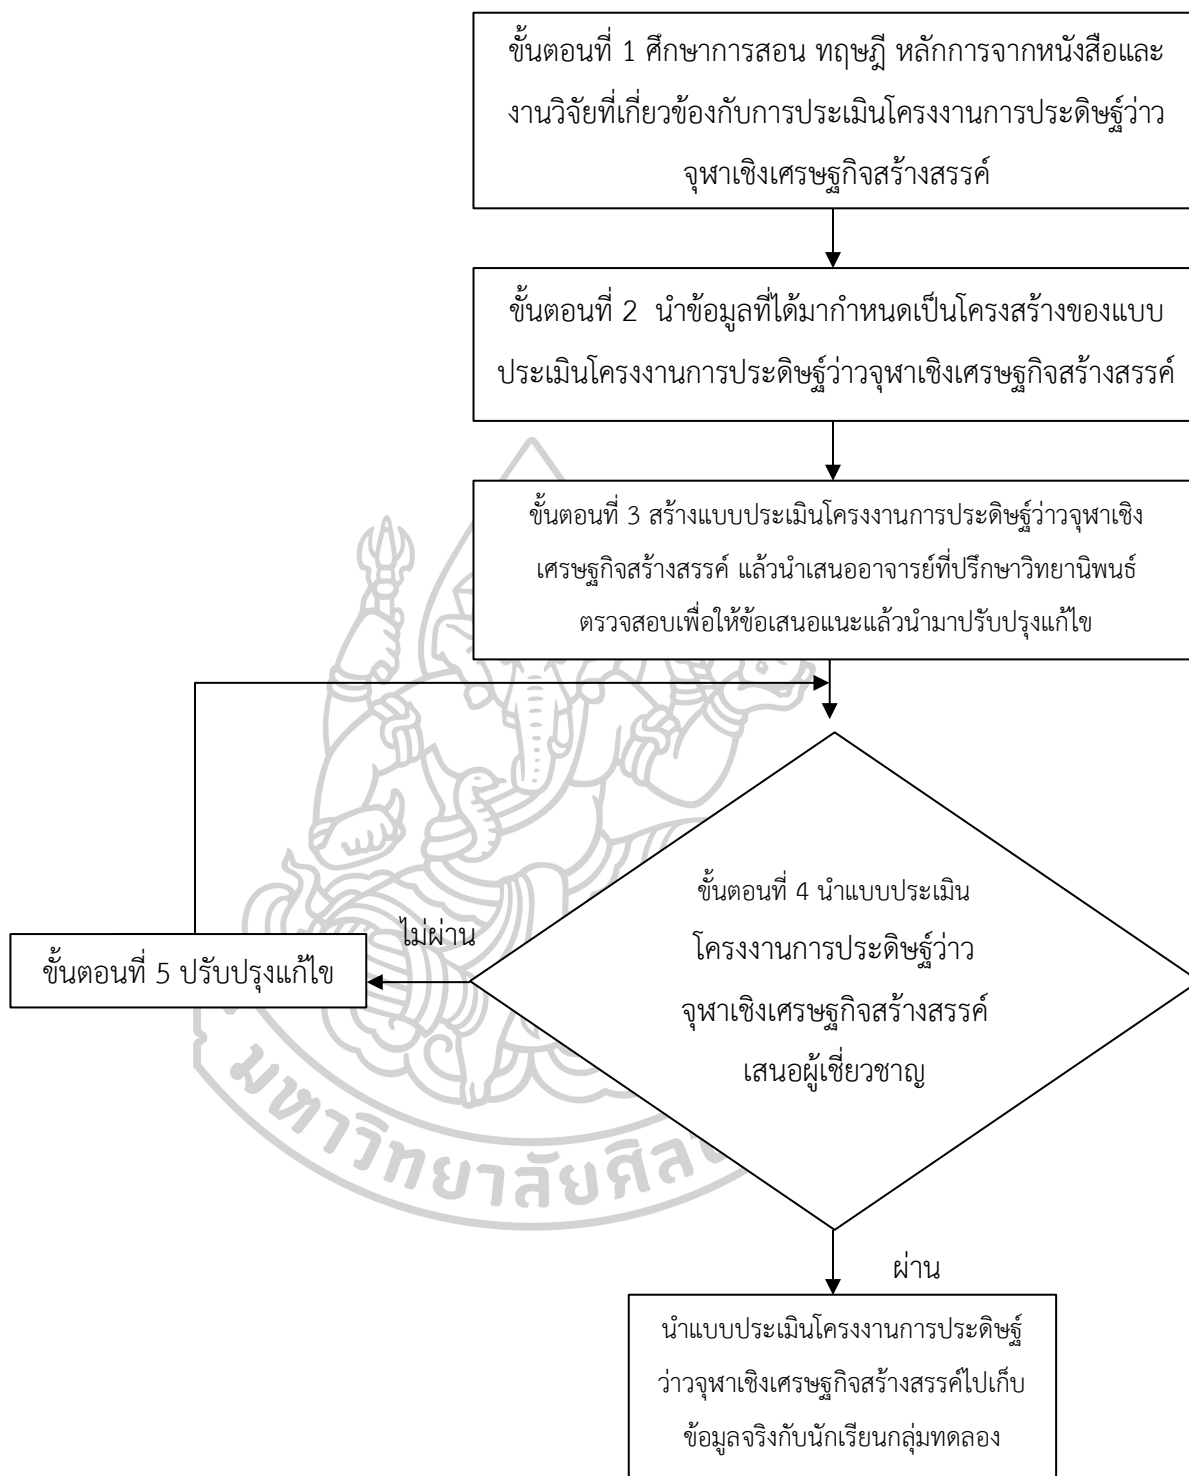 ขั้นตอนที่ 1 ศึกษาการสอน ทฤษฎี หลักการจากหนังสือและ
งานวิจัยที่เกี่ยวข้องกับการประเมินโครงงานการประดิษฐ์ว่าว
จุฬาเชิงเศรษฐกิจสร้างสรรค์
ขั้นตอนที่ 2 นำข้อมูลที่ได้มากำหนดเป็นโครงสร้างของแบบ
ประเมินโครงงานการประดิษฐ์ว่าวจุฬาเชิงเศรษฐกิจสร้างสรรค์
ขั้นตอนที่ 3 สร้างแบบประเมินโครงงานการประดิษฐ์ว่าวจุฬาเชิง
เศรษฐกิจสร้างสรรค์ แล้วนำเสนออาจารย์ที่ปรึกษาวิทยานิพนธ์
ตรวจสอบเพื่อให้ข้อเสนอแนะแล้วนำมาปรับปรุงแก้ไข
ขั้นตอนที่ 4 นำแบบประเมิน
โครงงานการประดิษฐ์ว่าว
จุฬาเชิงเศรษฐกิจสร้างสรรค์
เสนอผู้เชี่ยวชาญ
ไม่ผ่าน
ขั้นตอนที่ 5 ปรับปรุงแก้ไข
มหาวิทยาลัยศิล
ผ่าน
นำแบบประเมินโครงงานการประดิษฐ์
ว่าวจุฬาเชิงเศรษฐกิจสร้างสรรค์ไปเก็บ
ข้อมูลจริงกับนักเรียนกลุ่มทดลอง